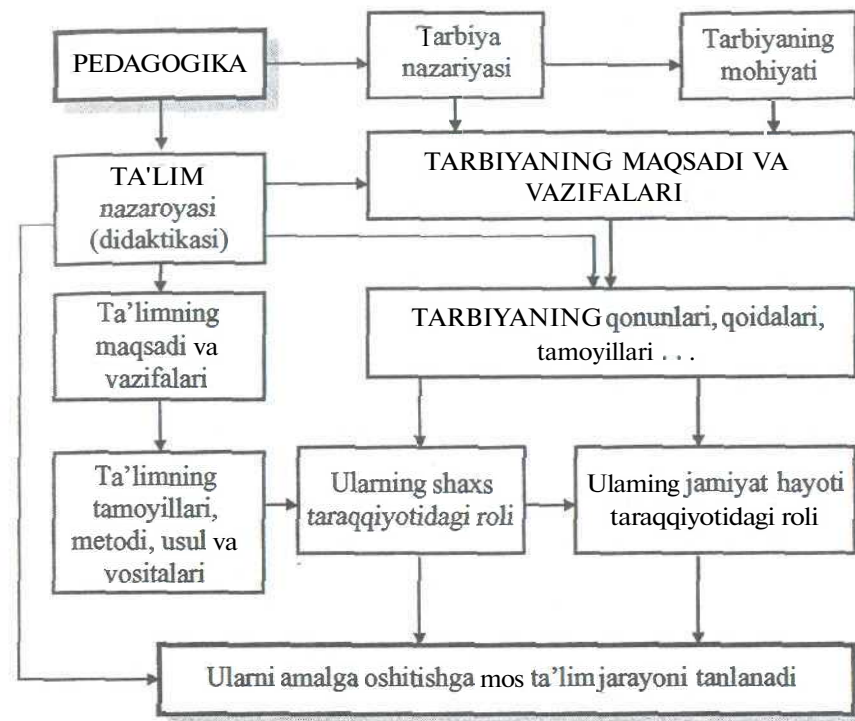 PEDAGOGIKA
Tarbiya
nazariyasi
Tarbiyaning
mohiyati
TA'LIM
nazaroyasi
(didaktikasi)
TARBIYANING MAQSADI VA
VAZIFALARI
Ta'limning
maqsadi va
vazifalari
TARBIYANING qonunlari, qoidalari,
tamoyillari . . .
Ta'limning
tamoyillari,
metodi, usul va
vositalari
Ularning shaxs
taraqqiyotidagi roli
Ulaming jamiyat hayoti
taraqqiyotidagi roli
Ularni amalga oshitishga mos ta'lim jarayoni tanlanadi